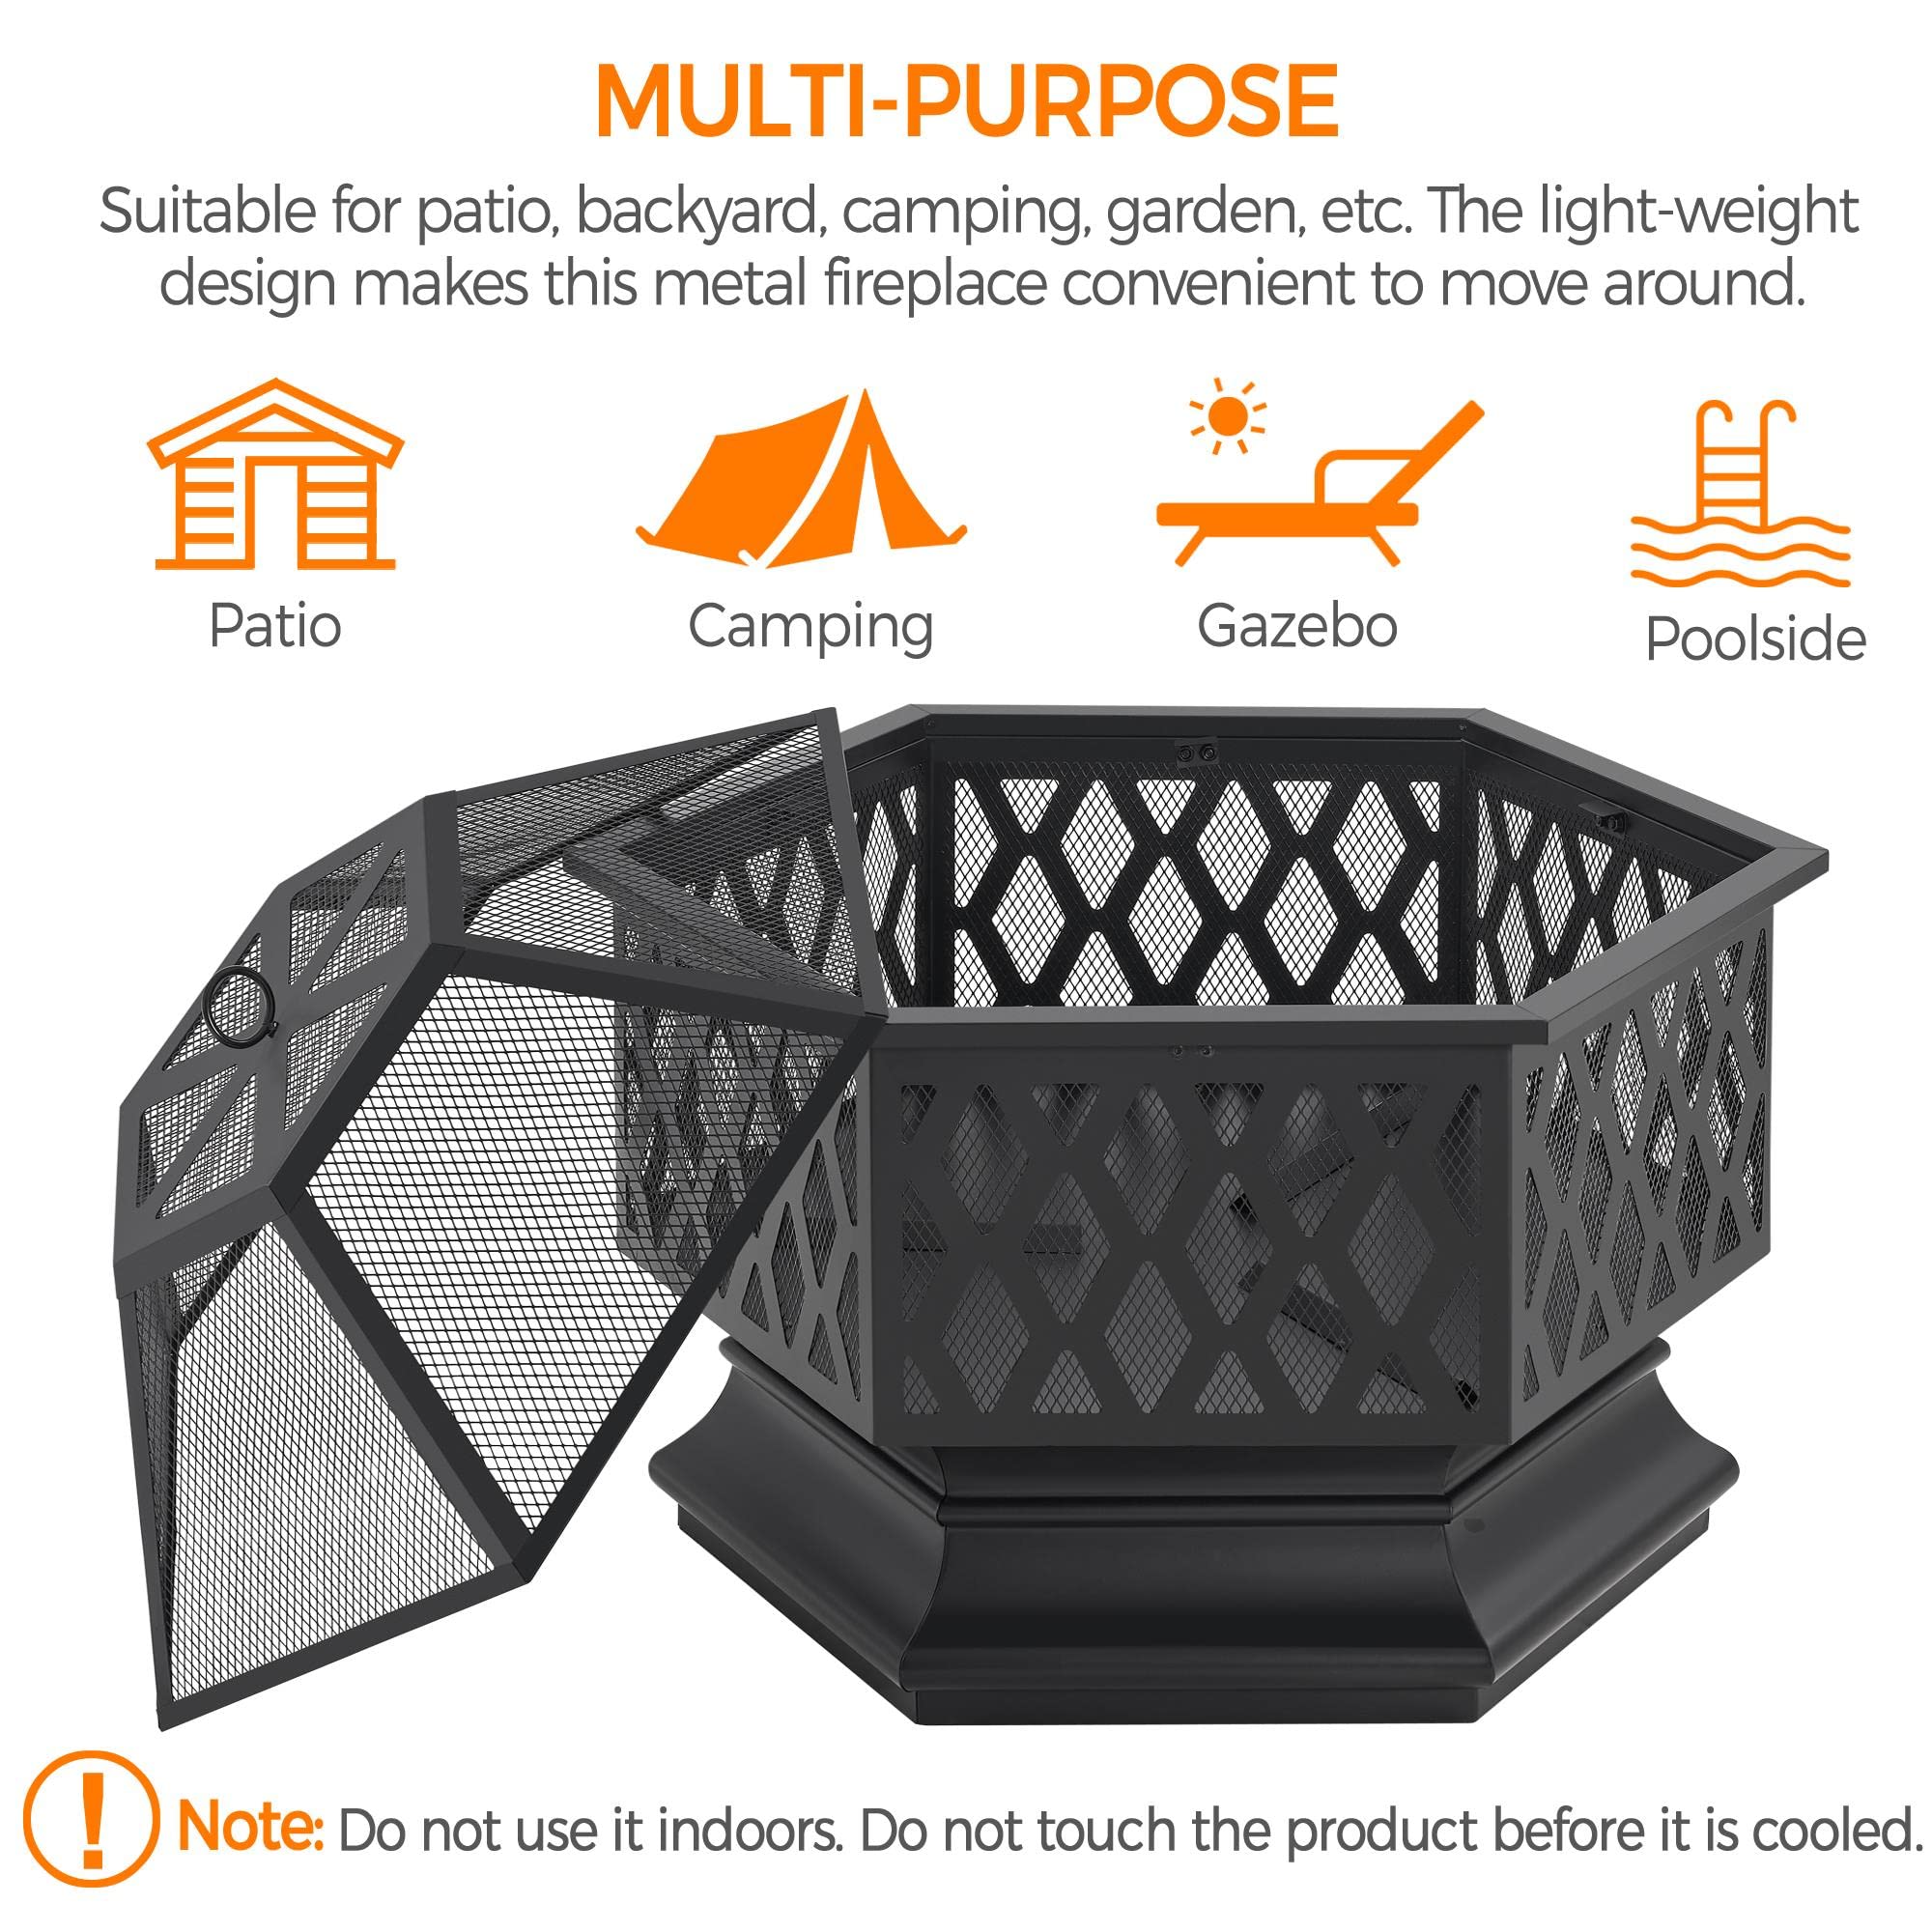 MULTI-PURPOSE
Suitable for patio, backyard, camping, garden, etc. The light-weight
design makes this metal fireplace convenient to move around.
Patio
Camping
Gazebo
Poolside
Note: Do not use it indoors. Do not touch the product before it is cooled.